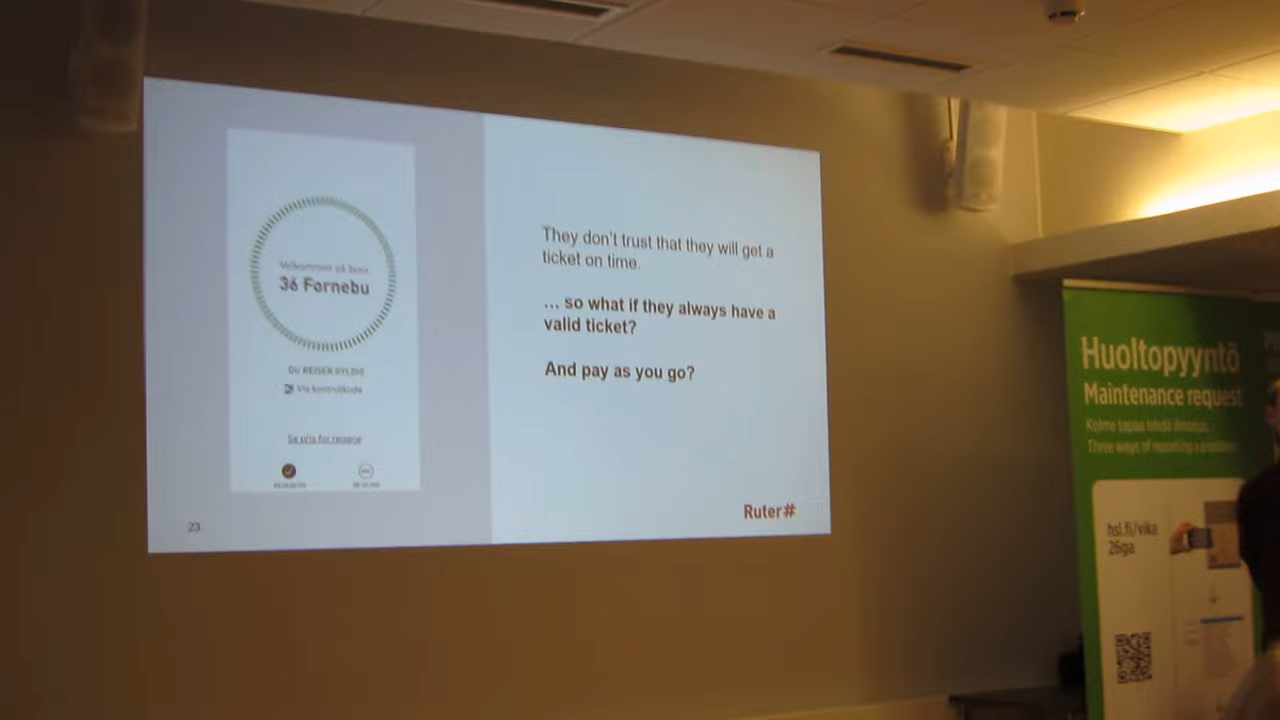 Velkommen på buss
36 Fornebu
DU REISER GYLDIG
Vis kontrollkode
Se pris for reisene
23
They don't trust that they will get a
ticket on time.
... so what if they always have a
valid ticket?
And pay as you go?
Ruter#
Huoltopyyntö
Maintenance request
Kolme tapaa tehdä ilmoitus.
Three ways of reporting a problem.
hsl.fi/vika
26ga